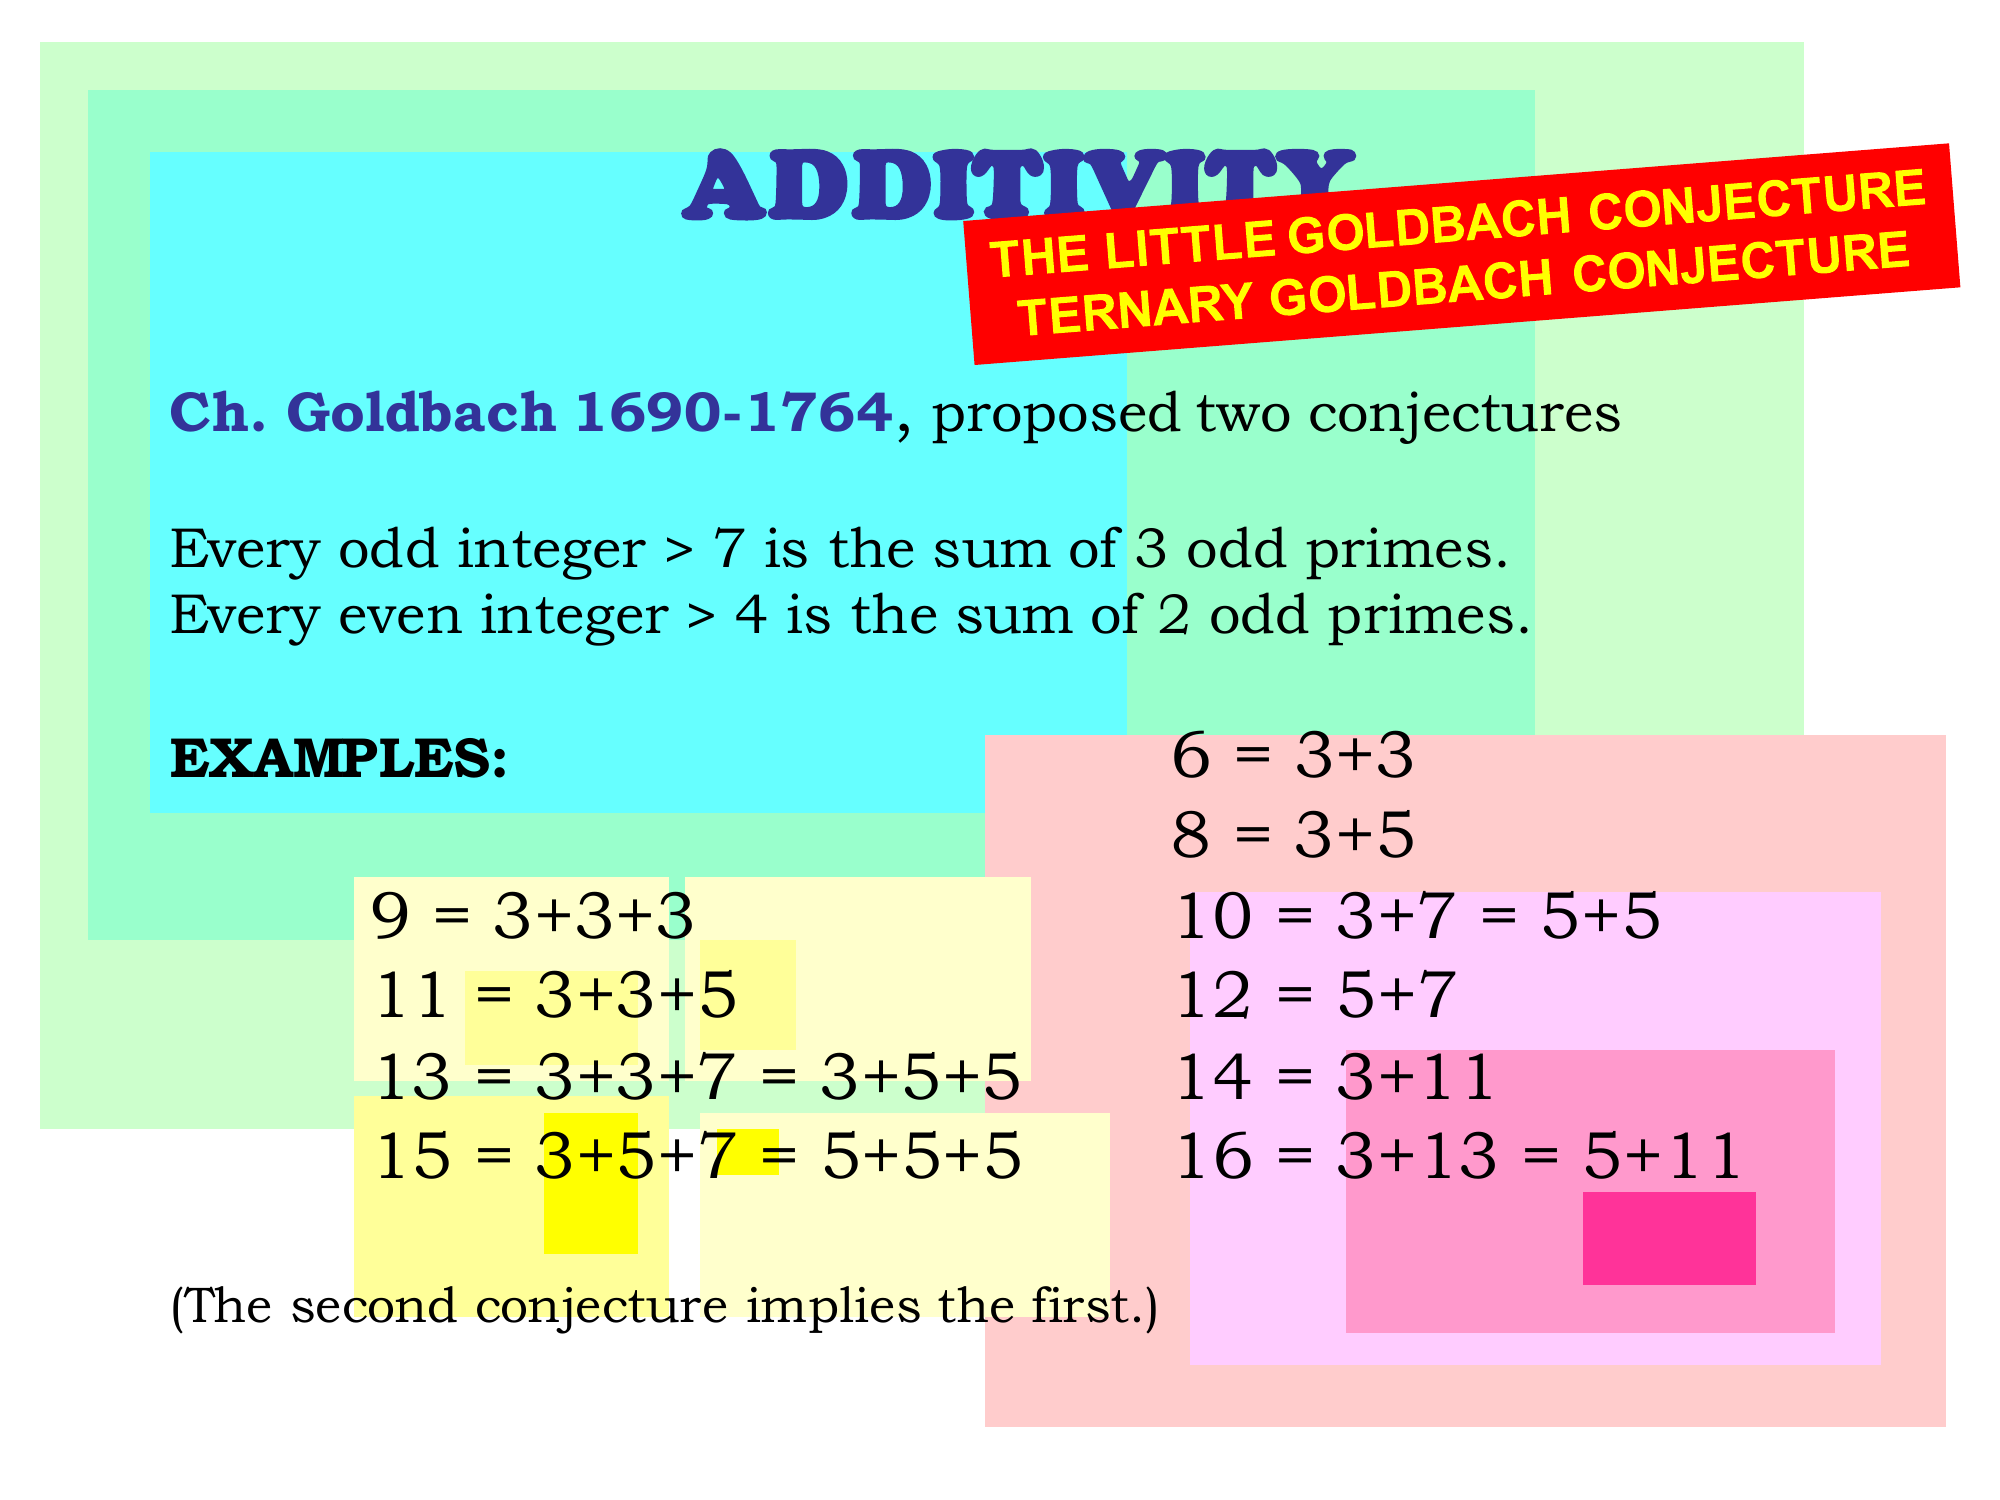 ADDITIVITY
THE LITTLE GOLDBACH CONJECTURE
TERNARY GOLDBACH CONJECTURE
Ch. Goldbach 1690-1764, proposed two conjectures
Every odd integer > 7 is the sum of 3 odd primes.
Every even integer > 4 is the sum of 2 odd primes.
EXAMPLES:
6 = 3+3
8 = 3+5
9 = 3+3+3
10 = 3+7 = 5+5
11 = 3+3+5
12 = 5+7
13 = 3+3+7 = 3+5+5
14 = 3+11
15 = 3+5+7 = 5+5+5
16 = 3+13 = 5+11
(The second conjecture implies the first.)